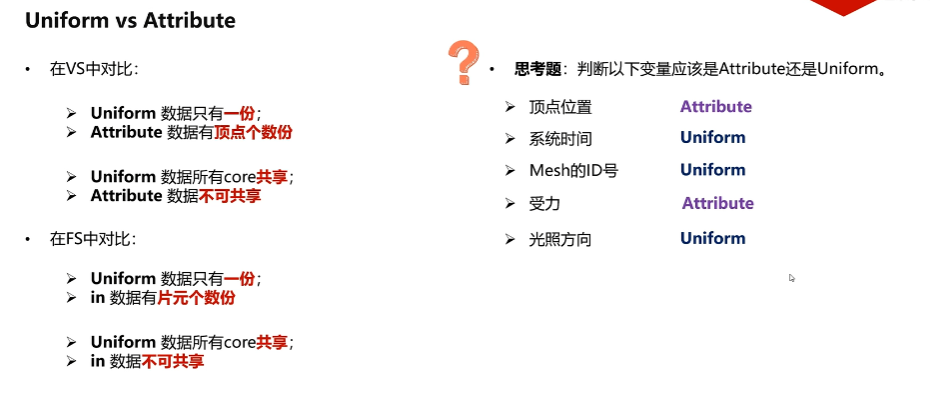 Uniform vs Attribute
• 在VS中对比：
➢ Uniform 数据只有一份；
➢ Attribute 数据有顶点个数份
➢ Uniform 数据所有core共享；
➢ Attribute 数据不可共享
• 在FS中对比：
➢ Uniform 数据只有一份；
➢ in 数据有片元个数份
➢ Uniform 数据所有core共享；
➢ in 数据不可共享
?
• 思考题：判断以下变量应该是Attribute还是Uniform。
➢ 顶点位置 Attribute
➢ 系统时间 Uniform
➢ Mesh的ID号 Uniform
➢ 受力 Attribute
➢ 光照方向 Uniform